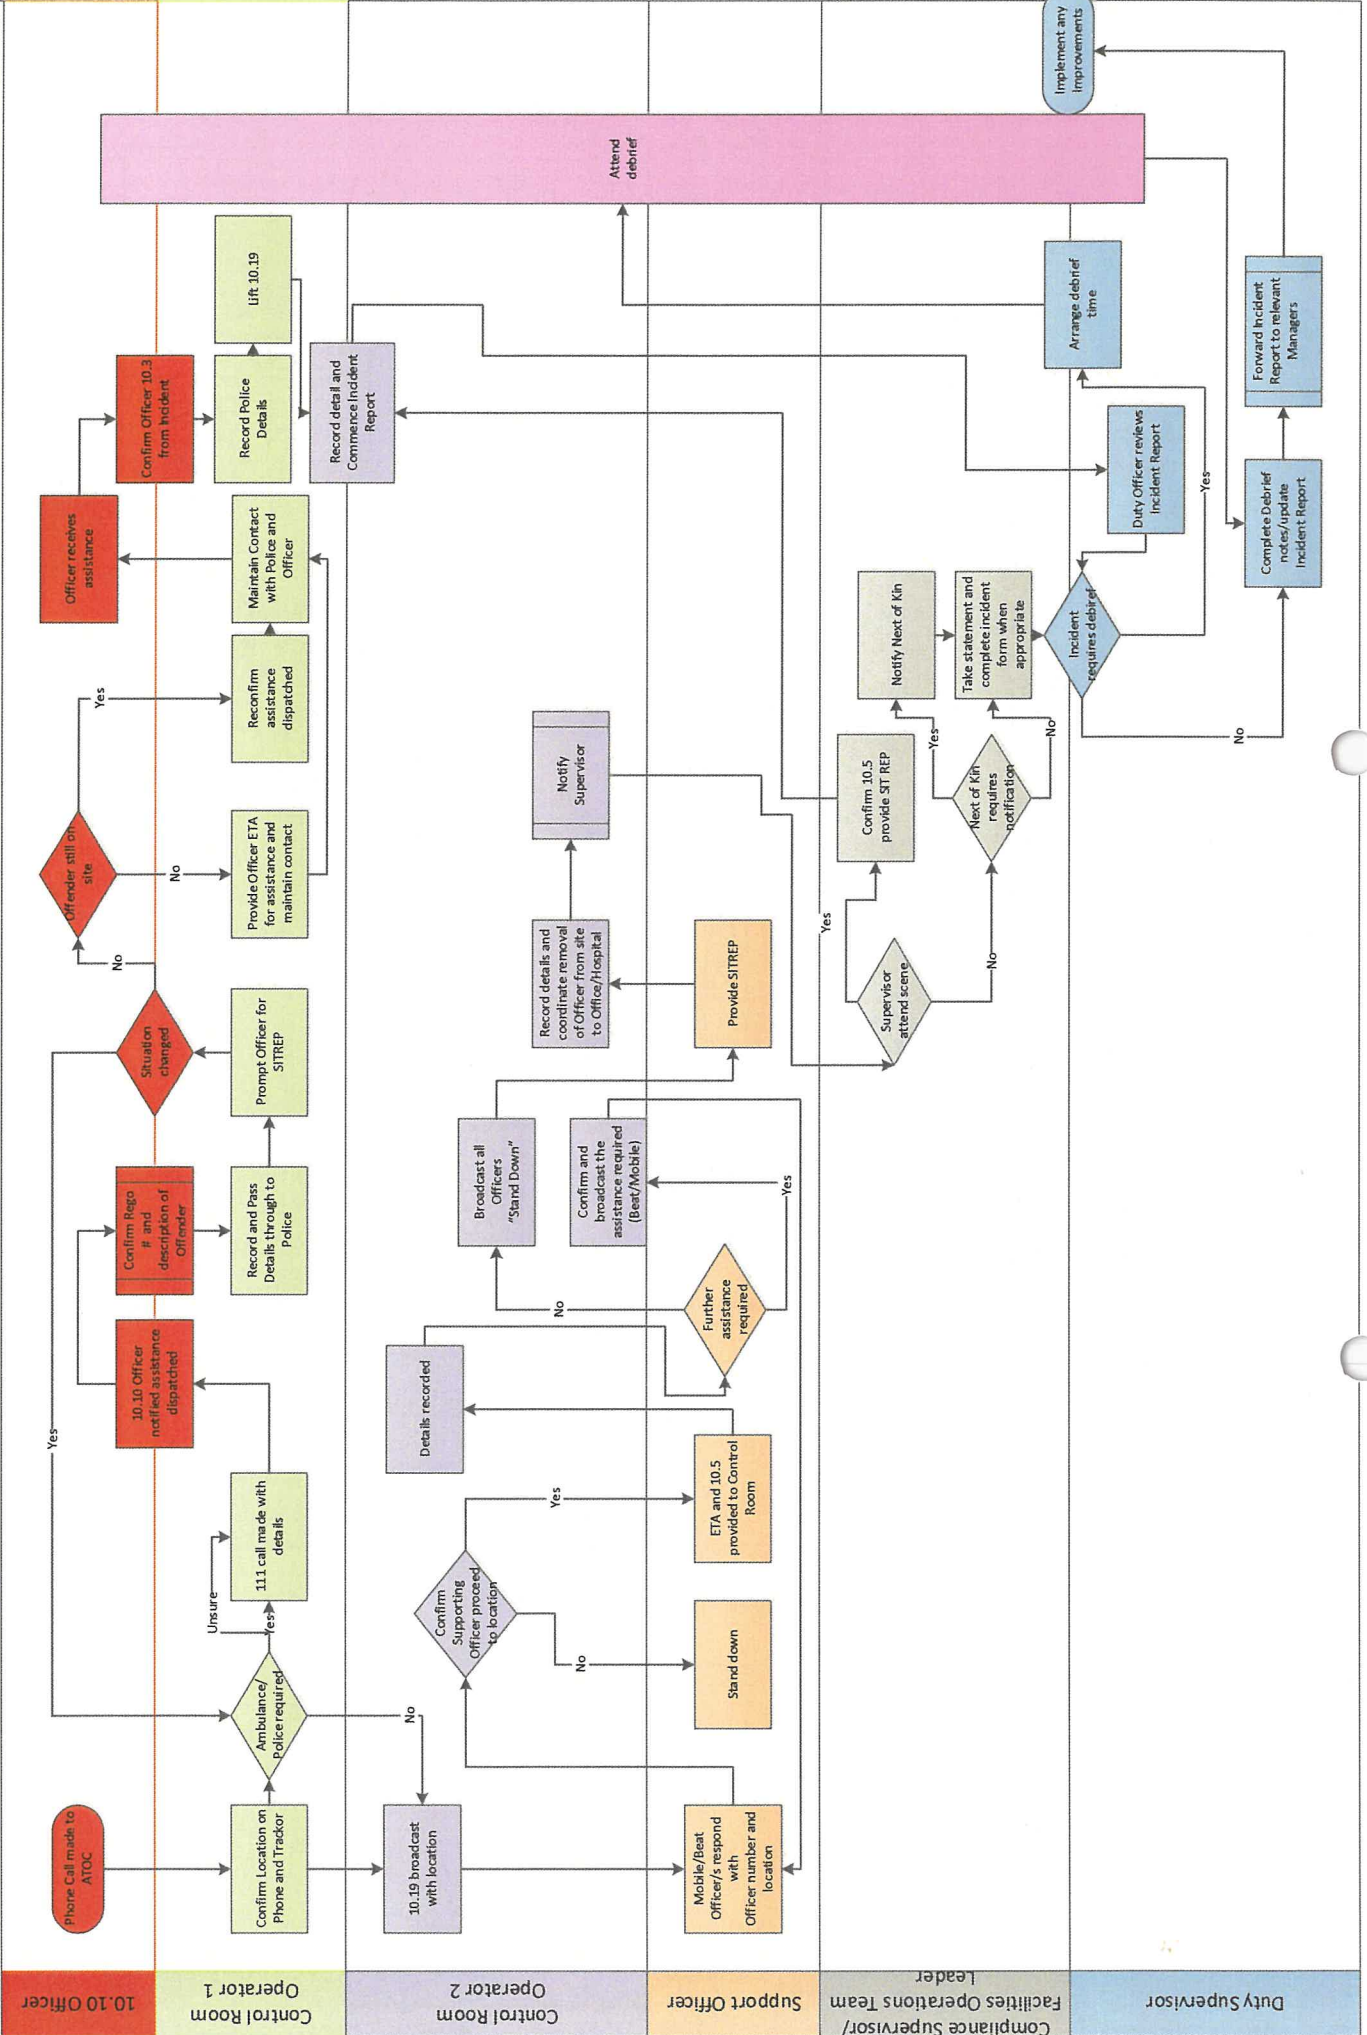 10.10 Officer
Phone Call made to
ATOC
10.10 Officer
notified assistance
dispatched
Confirm Rego
# and
description of
Offender
Situation
changed
Yes
No
Offender still on
site
Yes
No
Officer receives
assistance
Confirm Officer 10.3
from Incident
Control Room
Operator 1
Confirm Location on
Phone and Trackor
Ambulance/
Police required
Unsure
Yes
No
111 call made with
details
Record and Pass
Details through to
Police
Prompt Officer for
SITREP
Provide Officer ETA
for assistance and
maintain contact
Reconfirm
assistance
dispatched
Maintain Contact
with Police and
Officer
Record Police
Details
Lift 10.19
Control Room
Operator 2
10.19 broadcast
with location
Confirm
Supporting
Officer proceed
to location
Yes
No
Details recorded
Broadcast all
Officers
"Stand Down"
Confirm and
broadcast the
assistance required
(Beat/Mobile)
Record details and
coordinate removal
of Officer from site
to Office/Hospital
Notify
Supervisor
Record detail and
Commence Incident
Report
Support Officer
Mobile/Beat
Officer/s respond
with
Officer number and
location
Stand down
ETA and 10.5
provided to Control
Room
Further
assistance
required
No
Yes
Provide SITREP
Attend
debrief
Compliance Supervisor/
Facilities Operations Team
Leader
Supervisor
attend scene
Yes
No
Confirm 10.5
provide SIT REP
Next of Kin
requires
notification
Yes
No
Notify Next of Kin
Take statement and
complete incident
form when
appropriate
Duty Supervisor
Incident
requires debiref
No
Yes
Duty Officer reviews
Incident Report
Arrange debrief
time
Complete Debrief
notes/update
Incident Report
Forward Incident
Report to relevant
Managers
Implement any
Improvements